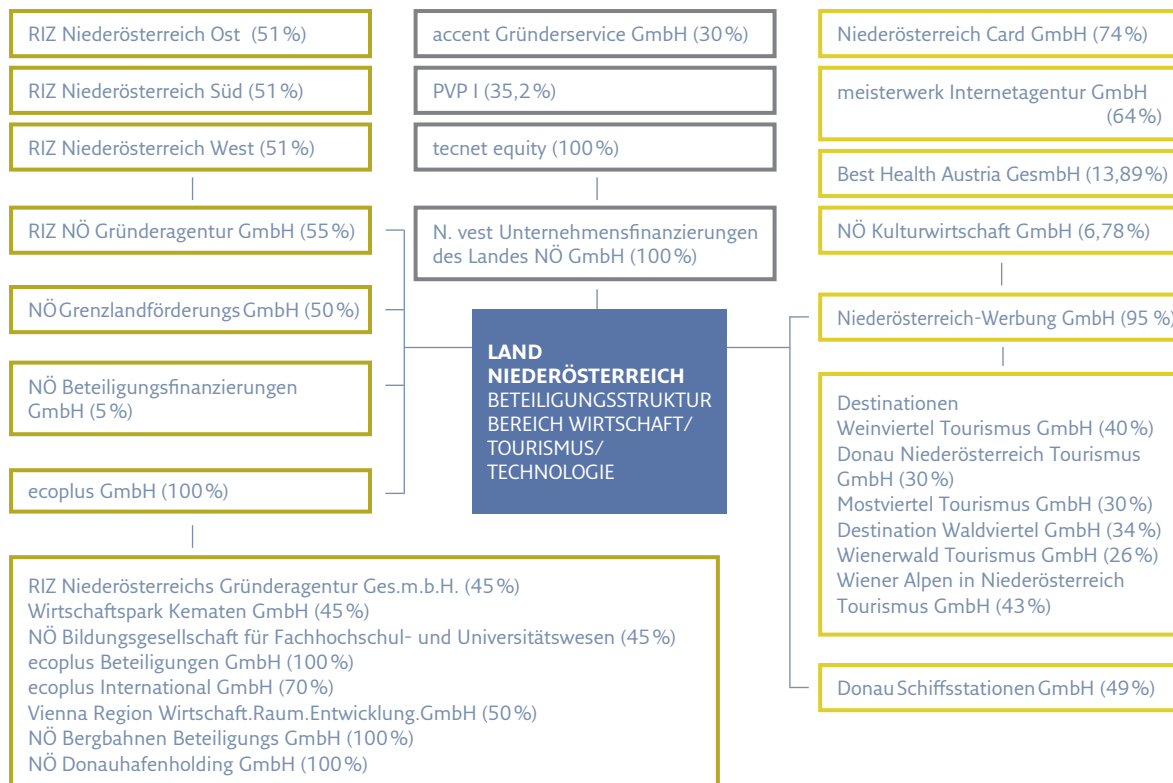 RIZ Niederösterreich Ost (51%)
RIZ Niederösterreich Süd (51%)
RIZ Niederösterreich West (51%)
RIZ NÖ Gründeragentur GmbH (55%)
NÖ Grenzlandförderungs GmbH (50%)
NÖ Beteiligungsfinanzierungen
GmbH (5%)
ecoplus GmbH (100%)
RIZ Niederösterreichs Gründeragentur Ges.m.b.H. (45%)
Wirtschaftspark Kematen GmbH (45%)
NÖ Bildungsgesellschaft für Fachhochschul- und Universitätswesen (45%)
ecoplus Beteiligungen GmbH (100%)
ecoplus International GmbH (70%)
Vienna Region Wirtschaft.Raum.Entwicklung.GmbH (50%)
NÖ Bergbahnen Beteiligungs GmbH (100%)
NÖ Donauhafenholding GmbH (100%)
accent Gründerservice GmbH (30%)
PVP I (35,2%)
tecnet equity (100%)
N. vest Unternehmensfinanzierungen
des Landes NÖ GmbH (100%)
LAND
NIEDERÖSTERREICH
BETEILIGUNGSSTRUKTUR
BEREICH WIRTSCHAFT/
TOURISMUS/
TECHNOLOGIE
Niederösterreich Card GmbH (74%)
meisterwerk Internetagentur GmbH
(64%)
Best Health Austria GesmbH (13,89%)
NÖ Kulturwirtschaft GmbH (6,78%)
Niederösterreich-Werbung GmbH (95 %)
Destinationen
Weinviertel Tourismus GmbH (40%)
Donau Niederösterreich Tourismus
GmbH (30%)
Mostviertel Tourismus GmbH (30%)
Destination Waldviertel GmbH (34%)
Wienerwald Tourismus GmbH (26%)
Wiener Alpen in Niederösterreich
Tourismus GmbH (43%)
Donau Schiffsstationen GmbH (49%)